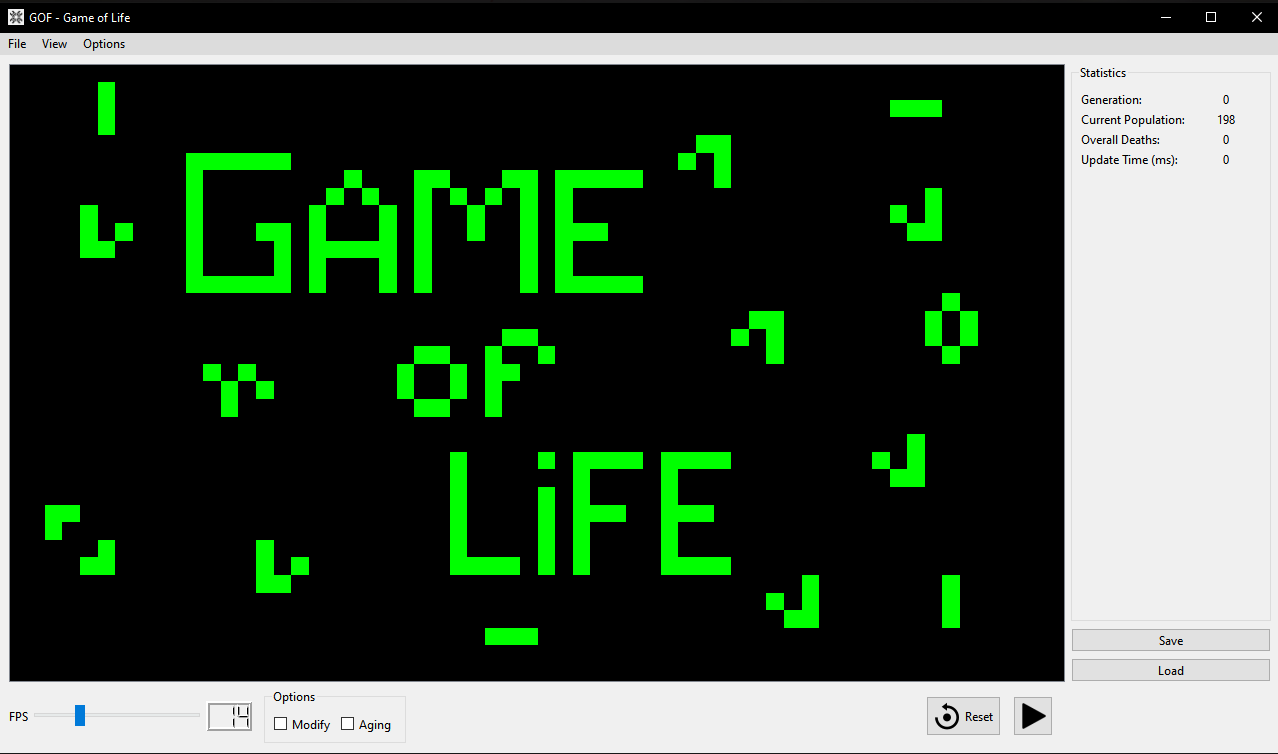 GOF - Game of Life
File View Options
GAME
OF
LiFE
Statistics
Generation: 0
Current Population: 198
Overall Deaths: 0
Update Time (ms): 0
Save
Load
FPS 14
Options
Modify Aging
Reset